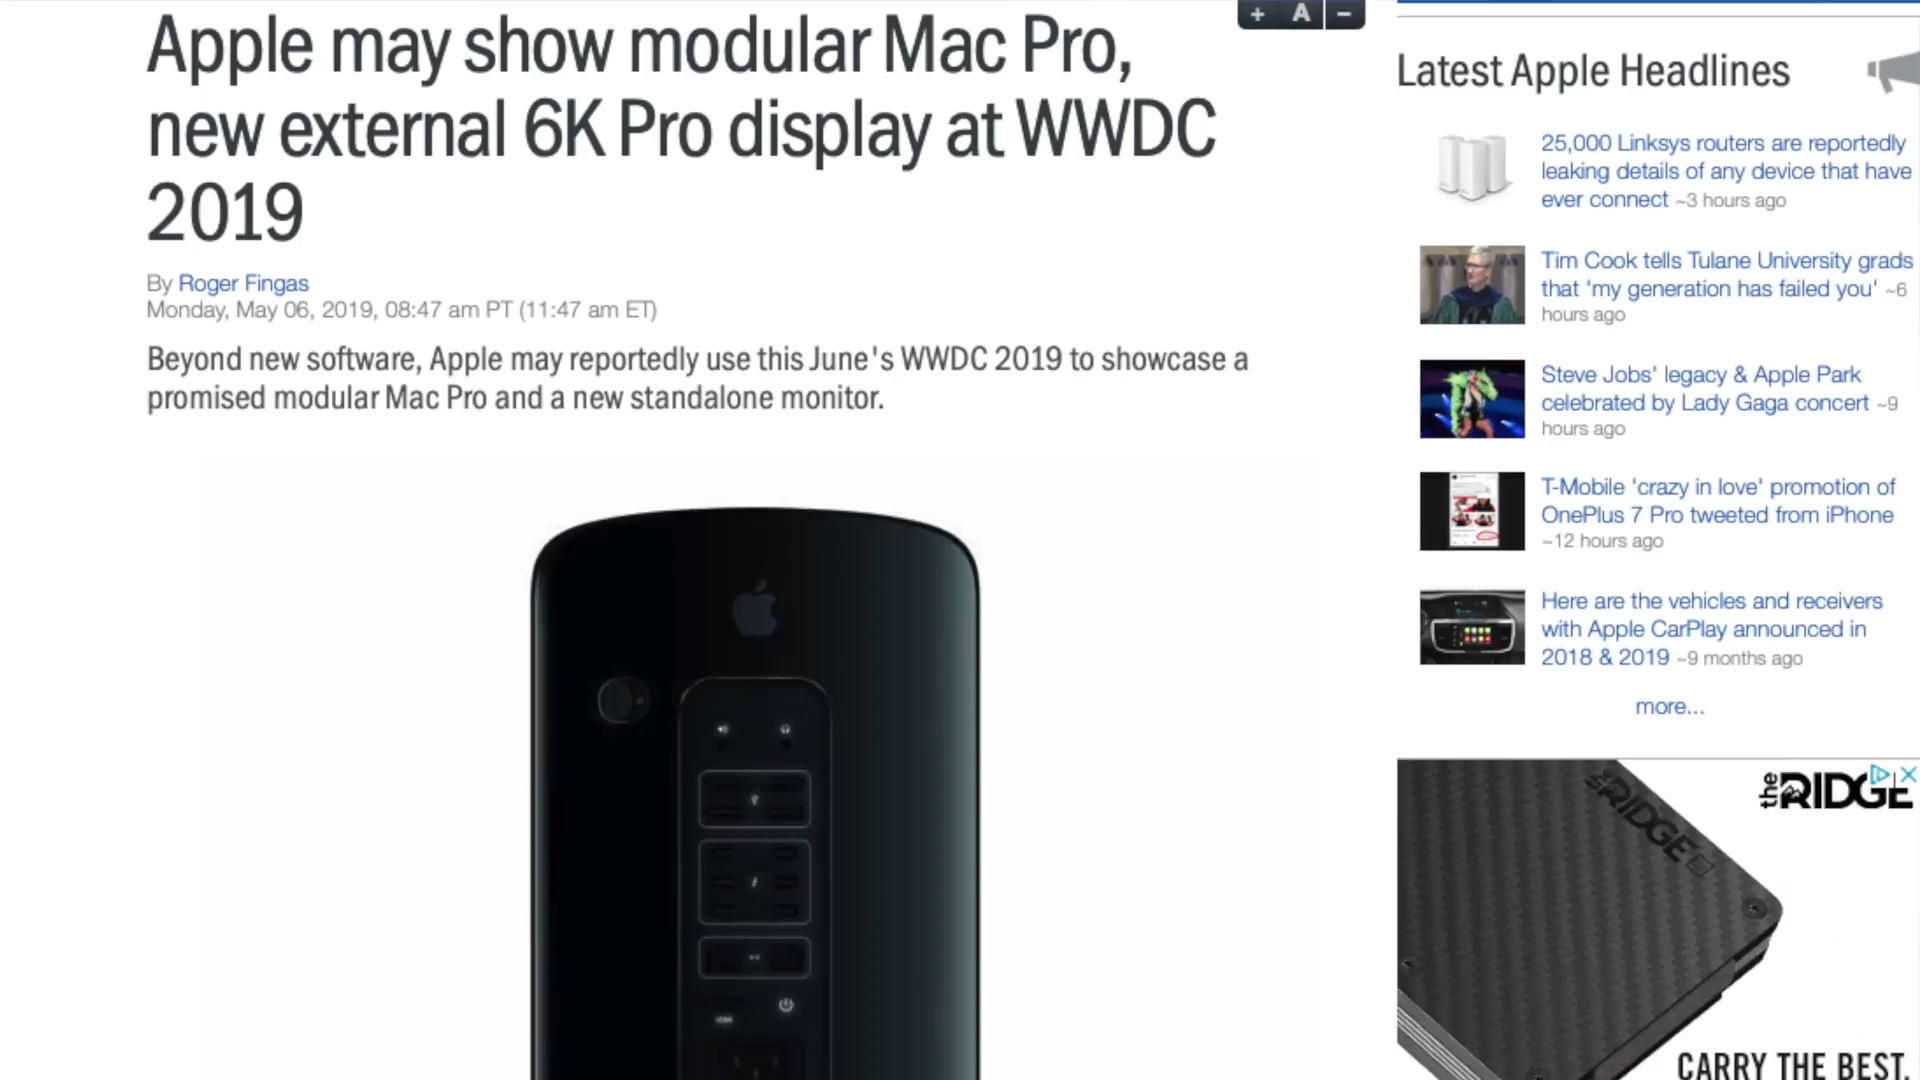 + A −
Apple may show modular Mac Pro,
new external 6K Pro display at WWDC
2019
By Roger Fingas
Monday, May 06, 2019, 08:47 am PT (11:47 am ET)
Beyond new software, Apple may reportedly use this June's WWDC 2019 to showcase a
promised modular Mac Pro and a new standalone monitor.
Latest Apple Headlines
25,000 Linksys routers are reportedly
leaking details of any device that have
ever connect ~3 hours ago
Tim Cook tells Tulane University grads
that 'my generation has failed you' ~6
hours ago
Steve Jobs' legacy & Apple Park
celebrated by Lady Gaga concert ~9
hours ago
T-Mobile 'crazy in love' promotion of
OnePlus 7 Pro tweeted from iPhone
~12 hours ago
Here are the vehicles and receivers
with Apple CarPlay announced in
2018 & 2019 ~9 months ago
more...
the RIDGE
the RIDGE
CARRY THE BEST.